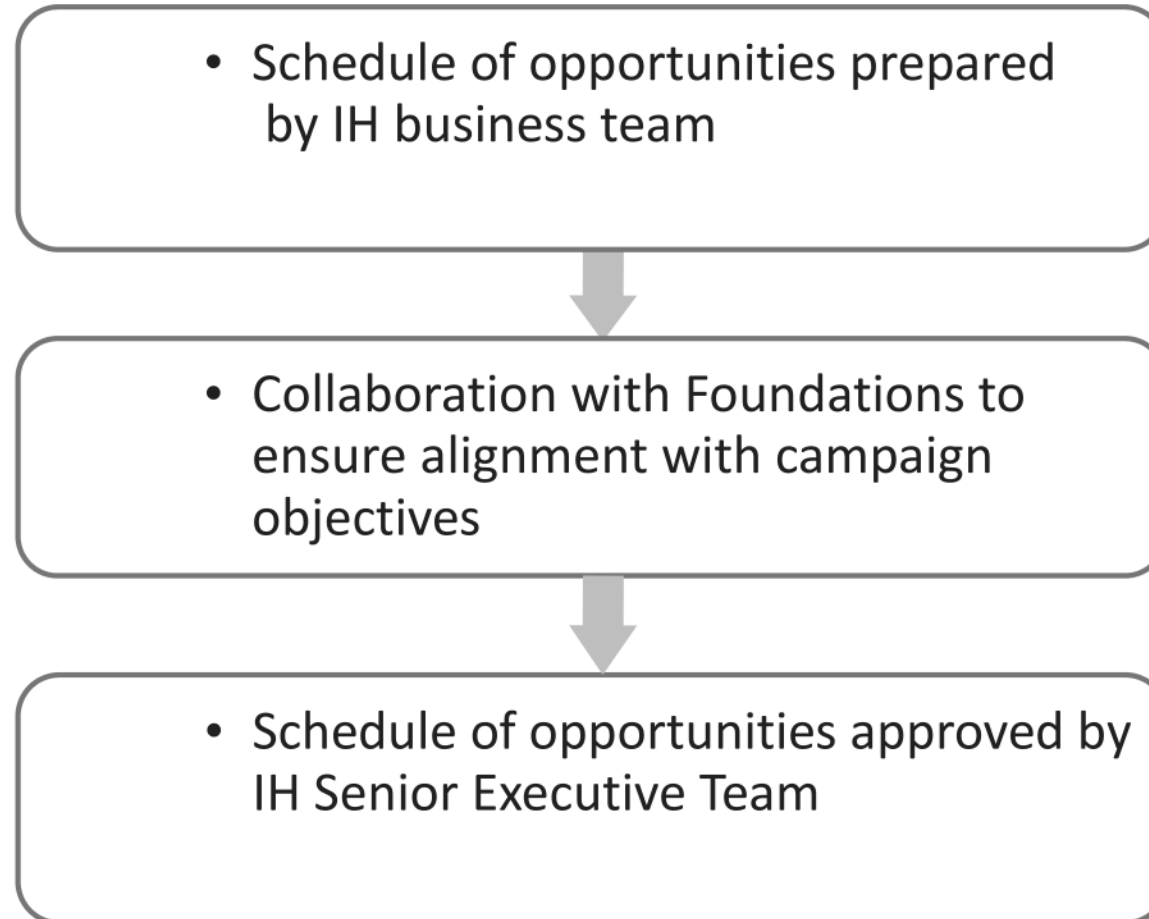 • Schedule of opportunities prepared
by IH business team
• Collaboration with Foundations to
ensure alignment with campaign
objectives
• Schedule of opportunities approved by
IH Senior Executive Team